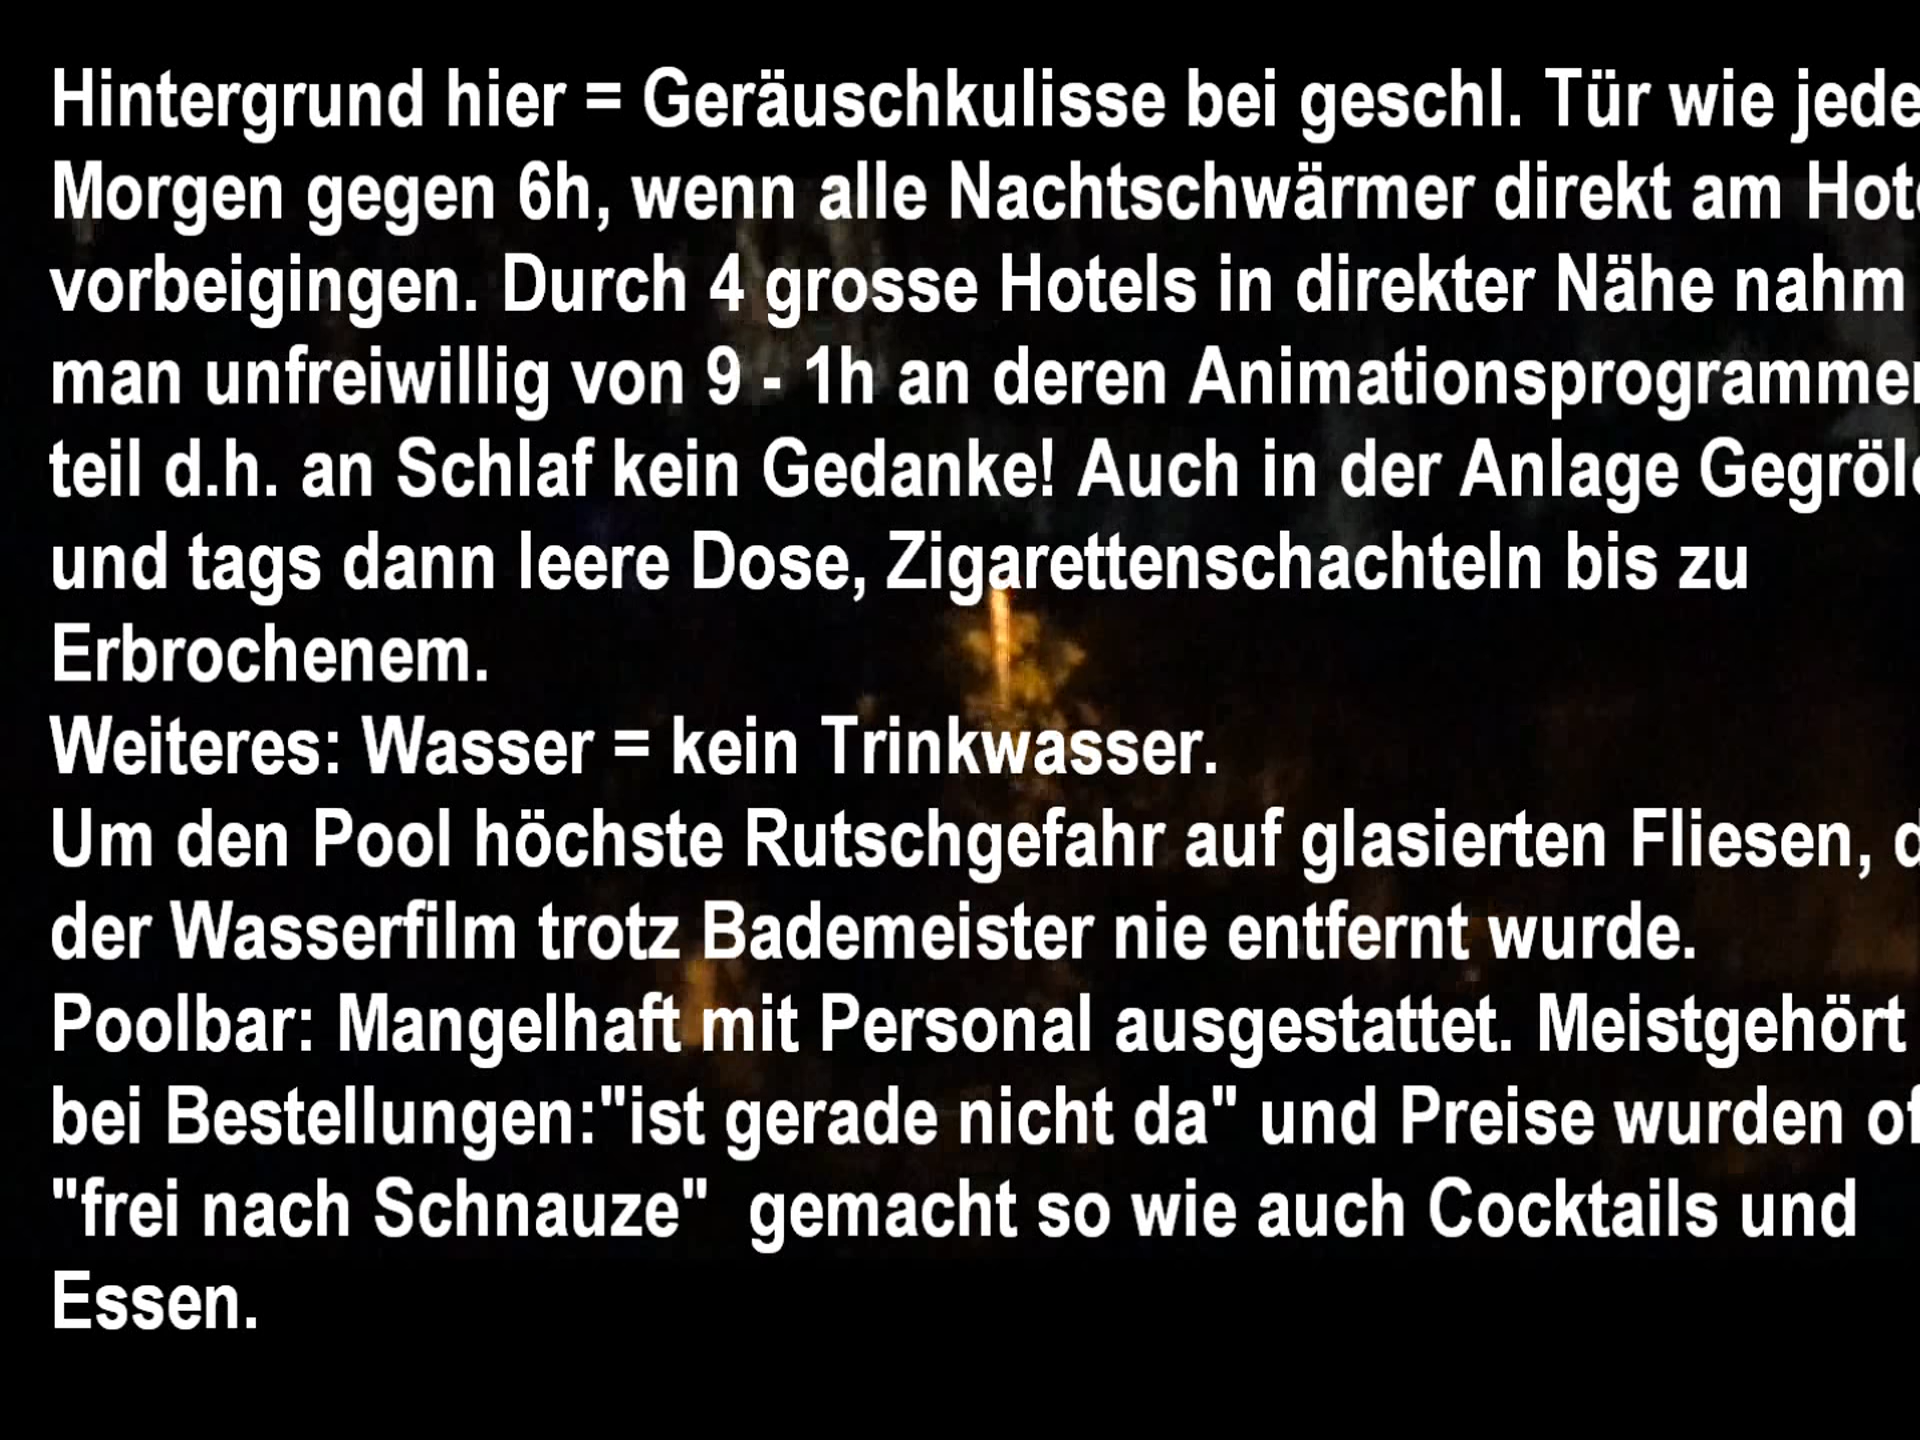 Hintergrund hier = Geräuschkulisse bei geschl. Tür wie jede
Morgen gegen 6h, wenn alle Nachtschwärmer direkt am Hot
vorbeigingen. Durch 4 grosse Hotels in direkter Nähe nahm
man unfreiwillig von 9 - 1h an deren Animationsprogramme
teil d.h. an Schlaf kein Gedanke! Auch in der Anlage Gegröl
und tags dann leere Dose, Zigarettenschachteln bis zu
Erbrochenem.
Weiteres: Wasser = kein Trinkwasser.
Um den Pool höchste Rutschgefahr auf glasierten Fliesen, d
der Wasserfilm trotz Bademeister nie entfernt wurde.
Poolbar: Mangelhaft mit Personal ausgestattet. Meistgehört
bei Bestellungen:"ist gerade nicht da" und Preise wurden of
"frei nach Schnauze"  gemacht so wie auch Cocktails und
Essen.